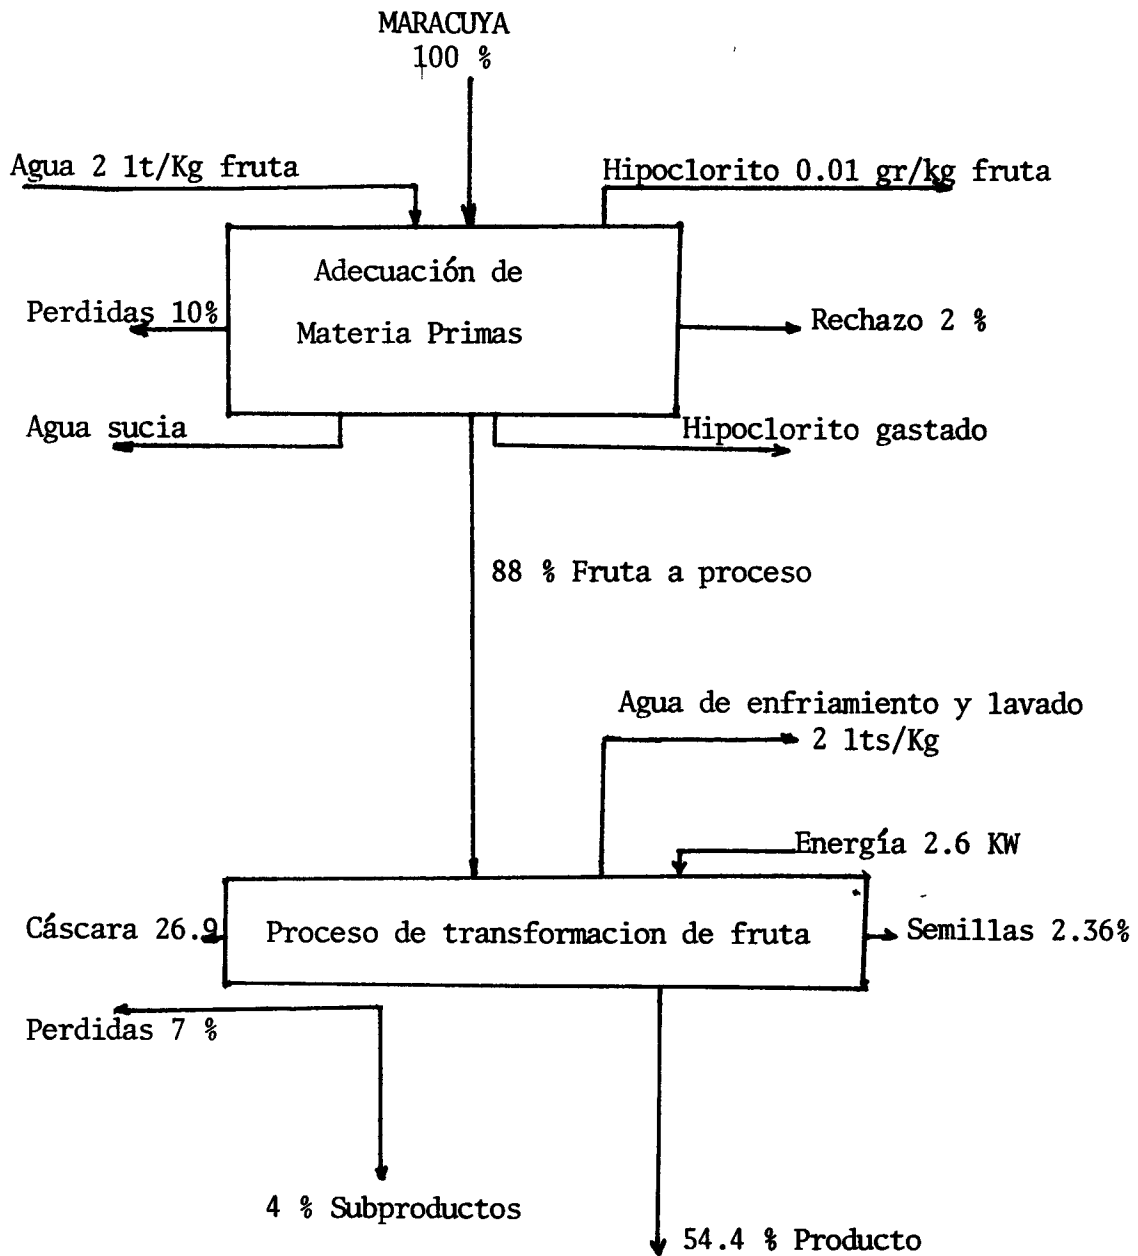 MARACUYA
100 %
Agua 2 lt/Kg fruta
Hipoclorito 0.01 gr/kg fruta
Adecuación de
Materia Primas
Perdidas 10%
Rechazo 2 %
Agua sucia
Hipoclorito gastado
88 % Fruta a proceso
Agua de enfriamiento y lavado
2 lts/Kg
Energía 2.6 KW
Cáscara 26.9
Proceso de transformacion de fruta
Semillas 2.36%
Perdidas 7 %
4 % Subproductos
54.4 % Producto